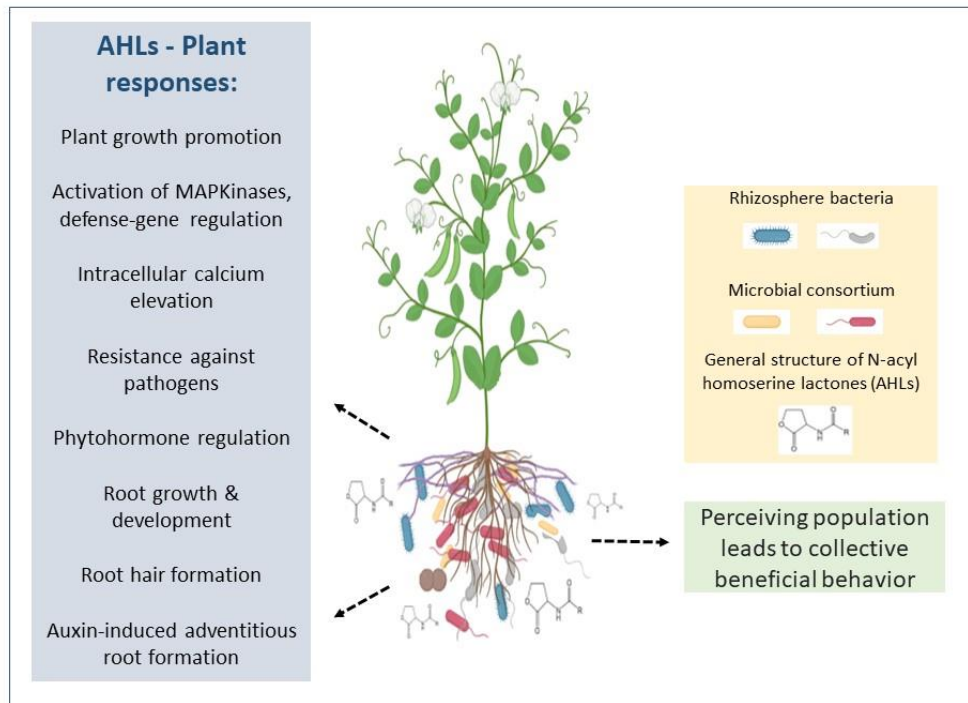 AHLs - Plant
responses:
Plant growth promotion
Activation of MAPKinases,
defense-gene regulation
Intracellular calcium
elevation
Resistance against
pathogens
Phytohormone regulation
Root growth &
development
Root hair formation
Auxin-induced adventitious
root formation
Rhizosphere bacteria
Microbial consortium
General structure of N-acyl
homoserine lactones (AHLs)
O
O
N
H
O
R
Perceiving population
leads to collective
beneficial behavior